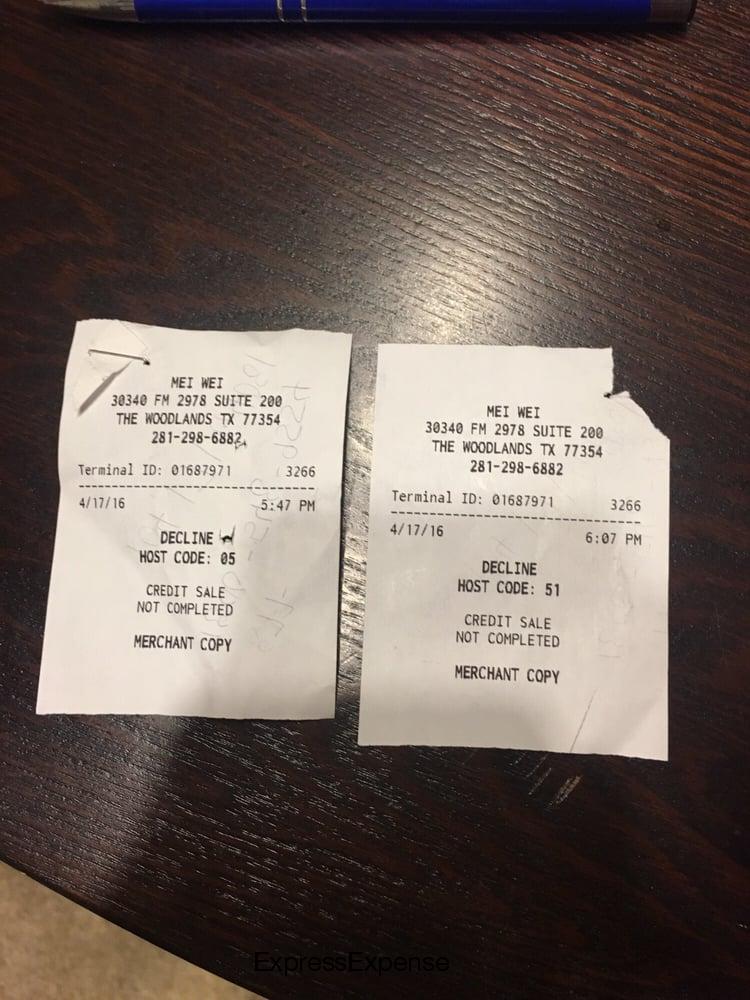 MEI WEI
30340 FM 2978 SUITE 200
THE WOODLANDS TX 77354
281-298-6882
Terminal ID: 01687971 3266
4/17/16 5:47 PM
DECLINE
HOST CODE: 05
CREDIT SALE
NOT COMPLETED
MERCHANT COPY
MEI WEI
30340 FM 2978 SUITE 200
THE WOODLANDS TX 77354
281-298-6882
Terminal ID: 01687971 3266
4/17/16 6:07 PM
DECLINE
HOST CODE: 51
CREDIT SALE
NOT COMPLETED
MERCHANT COPY
ExpressExpense